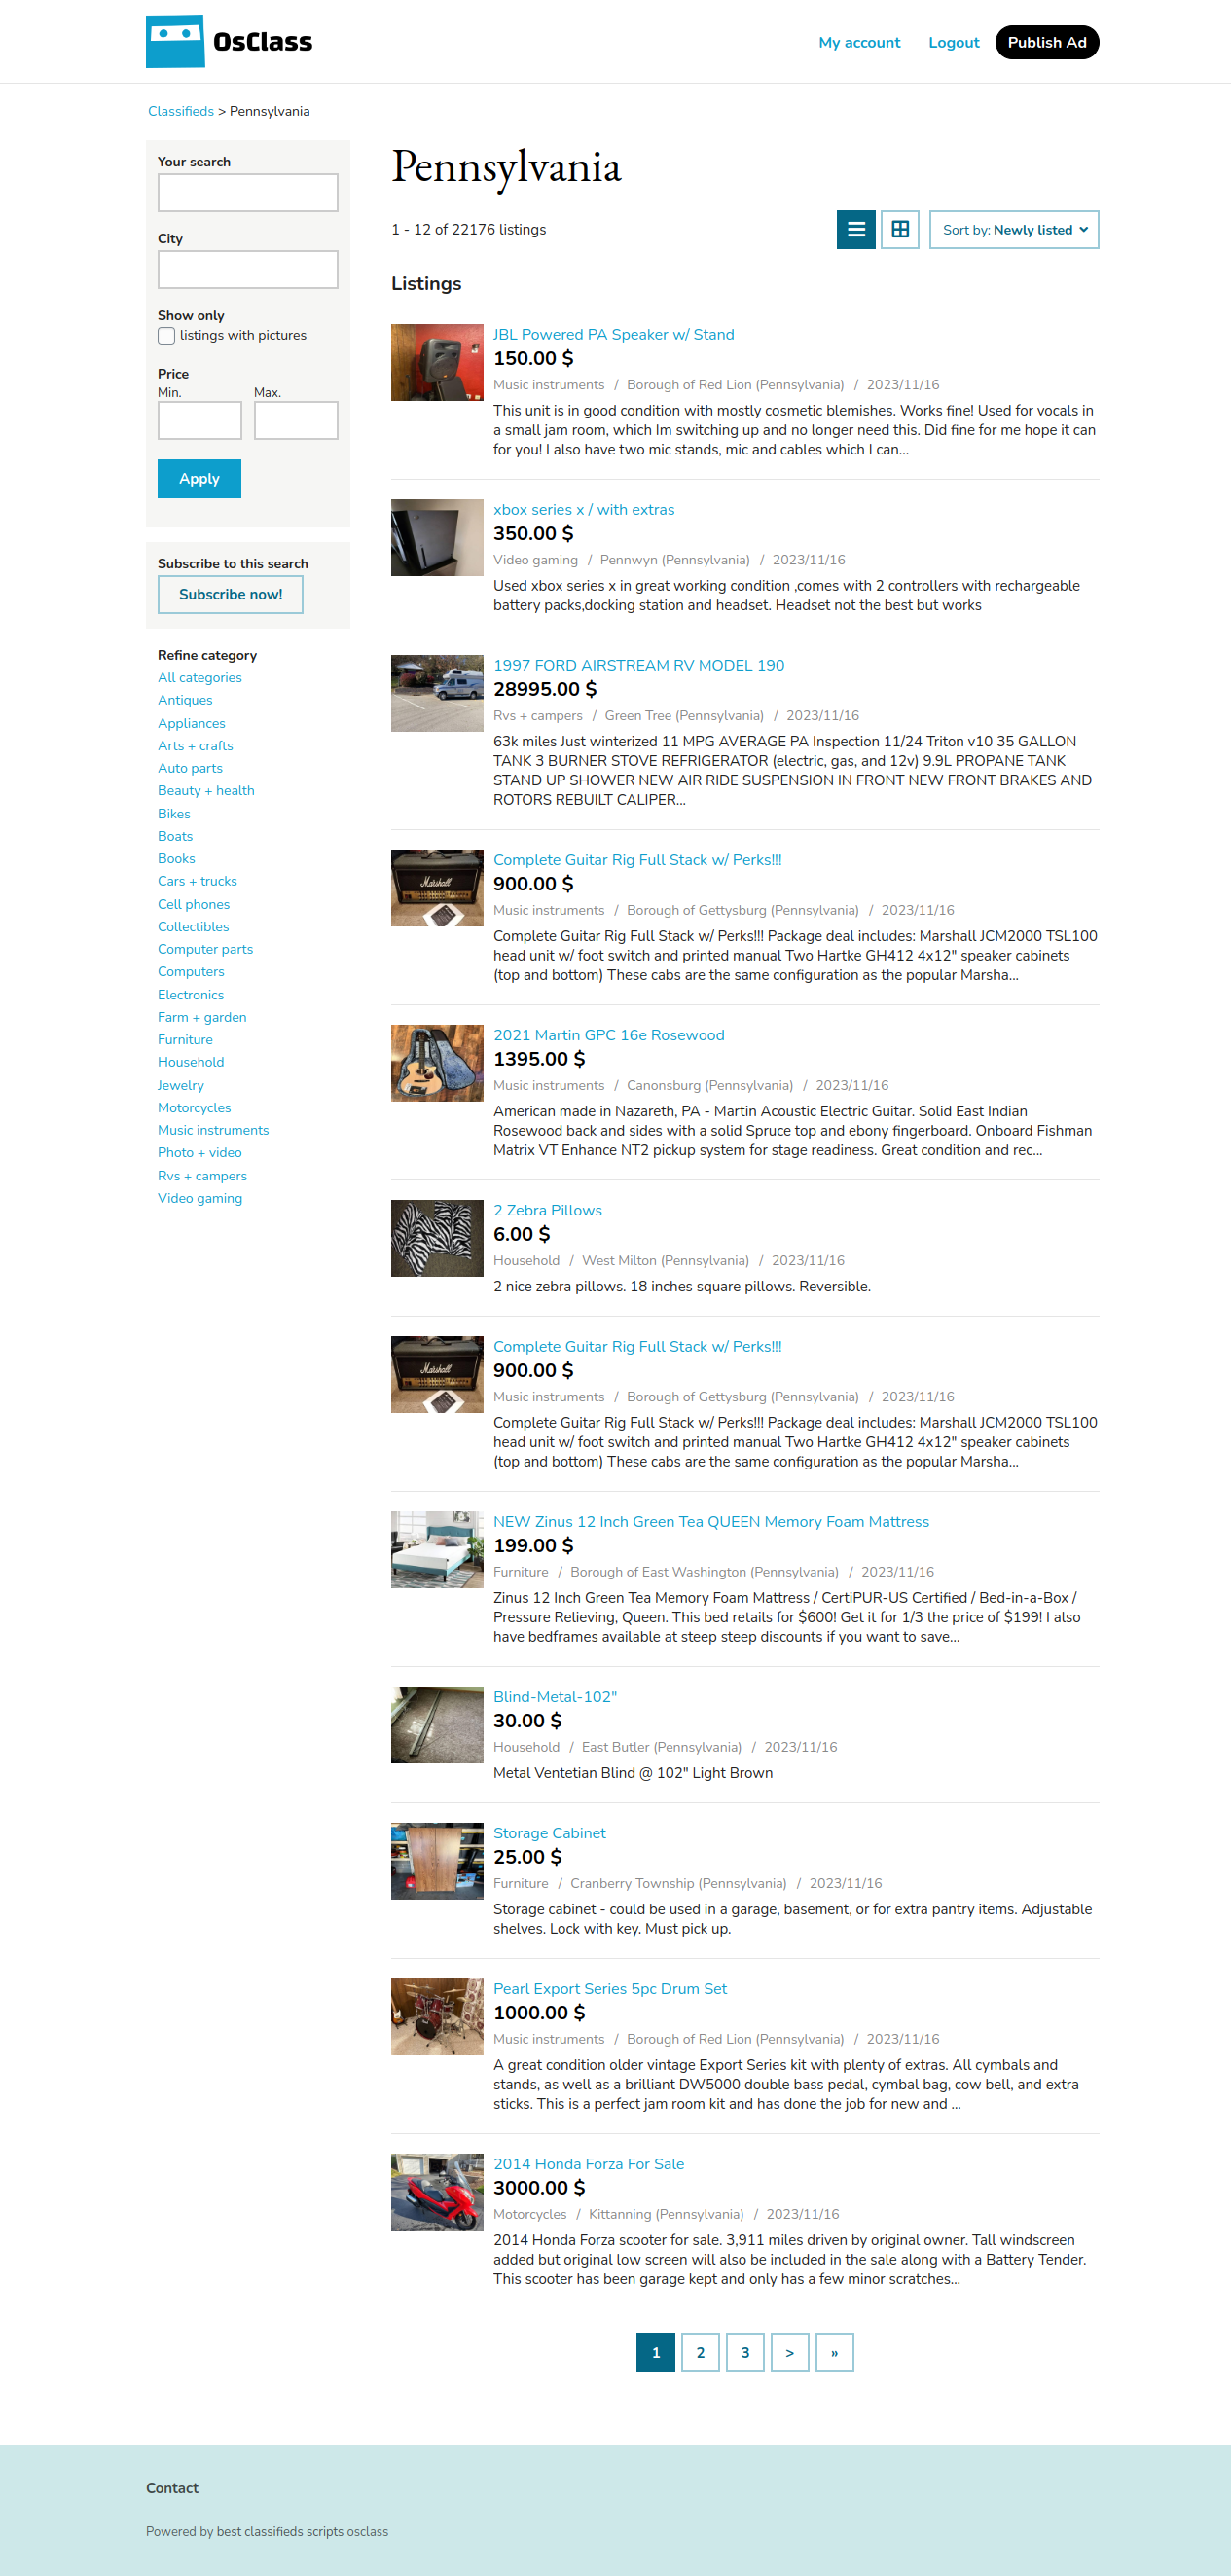 OsClass
My account Logout Publish Ad
Classifieds > Pennsylvania
Your search
City
Show only
listings with pictures
Price
Min. Max.
Apply
Subscribe to this search
Subscribe now!
Refine category
All categories
Antiques
Appliances
Arts + crafts
Auto parts
Beauty + health
Bikes
Boats
Books
Cars + trucks
Cell phones
Collectibles
Computer parts
Computers
Electronics
Farm + garden
Furniture
Household
Jewelry
Motorcycles
Music instruments
Photo + video
Rvs + campers
Video gaming
Pennsylvania
1 - 12 of 22176 listings
Sort by: Newly listed
Listings
JBL Powered PA Speaker w/ Stand
150.00 $
Music instruments / Borough of Red Lion (Pennsylvania) / 2023/11/16
This unit is in good condition with mostly cosmetic blemishes. Works fine! Used for vocals in
a small jam room, which Im switching up and no longer need this. Did fine for me hope it can
for you! I also have two mic stands, mic and cables which I can...
xbox series x / with extras
350.00 $
Video gaming / Pennwyn (Pennsylvania) / 2023/11/16
Used xbox series x in great working condition ,comes with 2 controllers with rechargeable
battery packs,docking station and headset. Headset not the best but works
1997 FORD AIRSTREAM RV MODEL 190
28995.00 $
Rvs + campers / Green Tree (Pennsylvania) / 2023/11/16
63k miles Just winterized 11 MPG AVERAGE PA Inspection 11/24 Triton v10 35 GALLON
TANK 3 BURNER STOVE REFRIGERATOR (electric, gas, and 12v) 9.9L PROPANE TANK
STAND UP SHOWER NEW AIR RIDE SUSPENSION IN FRONT NEW FRONT BRAKES AND
ROTORS REBUILT CALIPER...
Marshall
Complete Guitar Rig Full Stack w/ Perks!!!
900.00 $
Music instruments / Borough of Gettysburg (Pennsylvania) / 2023/11/16
Complete Guitar Rig Full Stack w/ Perks!!! Package deal includes: Marshall JCM2000 TSL100
head unit w/ foot switch and printed manual Two Hartke GH412 4x12" speaker cabinets
(top and bottom) These cabs are the same configuration as the popular Marsha...
2021 Martin GPC 16e Rosewood
1395.00 $
Music instruments / Canonsburg (Pennsylvania) / 2023/11/16
American made in Nazareth, PA - Martin Acoustic Electric Guitar. Solid East Indian
Rosewood back and sides with a solid Spruce top and ebony fingerboard. Onboard Fishman
Matrix VT Enhance NT2 pickup system for stage readiness. Great condition and rec...
2 Zebra Pillows
6.00 $
Household / West Milton (Pennsylvania) / 2023/11/16
2 nice zebra pillows. 18 inches square pillows. Reversible.
Marshall
Complete Guitar Rig Full Stack w/ Perks!!!
900.00 $
Music instruments / Borough of Gettysburg (Pennsylvania) / 2023/11/16
Complete Guitar Rig Full Stack w/ Perks!!! Package deal includes: Marshall JCM2000 TSL100
head unit w/ foot switch and printed manual Two Hartke GH412 4x12" speaker cabinets
(top and bottom) These cabs are the same configuration as the popular Marsha...
NEW Zinus 12 Inch Green Tea QUEEN Memory Foam Mattress
199.00 $
Furniture / Borough of East Washington (Pennsylvania) / 2023/11/16
Zinus 12 Inch Green Tea Memory Foam Mattress / CertiPUR-US Certified / Bed-in-a-Box /
Pressure Relieving, Queen. This bed retails for $600! Get it for 1/3 the price of $199! I also
have bedframes available at steep steep discounts if you want to save...
Blind-Metal-102"
30.00 $
Household / East Butler (Pennsylvania) / 2023/11/16
Metal Ventetian Blind @ 102" Light Brown
Storage Cabinet
25.00 $
Furniture / Cranberry Township (Pennsylvania) / 2023/11/16
Storage cabinet - could be used in a garage, basement, or for extra pantry items. Adjustable
shelves. Lock with key. Must pick up.
Pearl Export Series 5pc Drum Set
1000.00 $
Music instruments / Borough of Red Lion (Pennsylvania) / 2023/11/16
A great condition older vintage Export Series kit with plenty of extras. All cymbals and
stands, as well as a brilliant DW5000 double bass pedal, cymbal bag, cow bell, and extra
sticks. This is a perfect jam room kit and has done the job for new and ...
2014 Honda Forza For Sale
3000.00 $
Motorcycles / Kittanning (Pennsylvania) / 2023/11/16
2014 Honda Forza scooter for sale. 3,911 miles driven by original owner. Tall windscreen
added but original low screen will also be included in the sale along with a Battery Tender.
This scooter has been garage kept and only has a few minor scratches...
1 2 3 > »
Contact
Powered by best classifieds scripts osclass